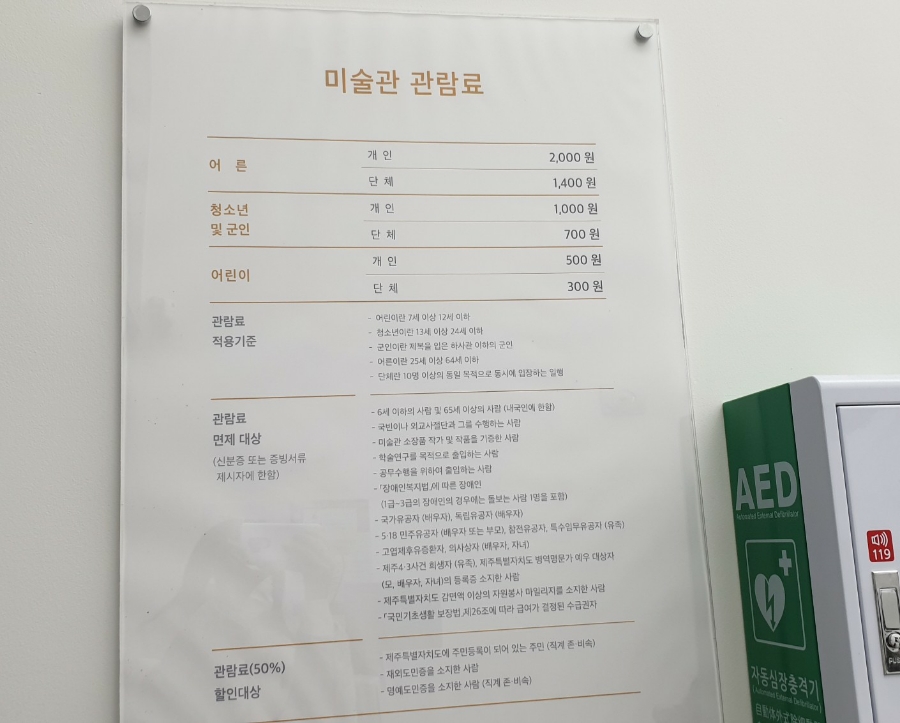 미술관 관람료
어 른
개 인 2,000 원
단 체 1,400 원
청소년
및 군인
개 인 1,000 원
단 체 700 원
어린이
개 인 500 원
단 체 300 원
관람료
적용기준
- 어린이란 7세 이상 12세 이하
- 청소년이란 13세 이상 24세 이하
- 군인이란 제복을 입은 하사관 이하의 군인
- 어른이란 25세 이상 64세 이하
- 단체란 10명 이상의 동일 목적으로 동시에 입장하는 일행
관람료
면제 대상
(신분증 또는 증빙서류
제시자에 한함)
- 6세 이하의 사람 및 65세 이상의 사람 (내국인에 한함)
- 국빈이나 외교사절단과 그를 수행하는 사람
- 미술관 소장품 작가 및 작품을 기증한 사람
- 학술연구를 목적으로 출입하는 사람
- 공무수행을 위하여 출입하는 사람
- 「장애인복지법」에 따른 장애인
(1급~3급의 장애인의 경우에는 돌보는 사람 1명을 포함)
- 국가유공자 (배우자), 독립유공자 (배우자)
- 5·18 민주유공자 (배우자 또는 부모), 참전유공자, 특수임무유공자 (유족)
- 고엽제후유증환자, 의사상자 (배우자, 자녀)
- 제주4·3사건 희생자 (유족), 제주특별자치도 병역명문가 예우 대상자
(모, 배우자, 자녀)의 등록증 소지한 사람
- 제주특별자치도 감면액 이상의 자원봉사 마일리지를 소지한 사람
- 「국민기초생활 보장법」제26조에 따라 급여가 결정된 수급권자
관람료(50%)
할인대상
- 제주특별자치도에 주민등록이 되어 있는 주민 (직계 존·비속)
- 재외도민증을 소지한 사람
- 명예도민증을 소지한 사람 (직계 존·비속)
AED
Automated External Defibrillator
119
자동심장충격기